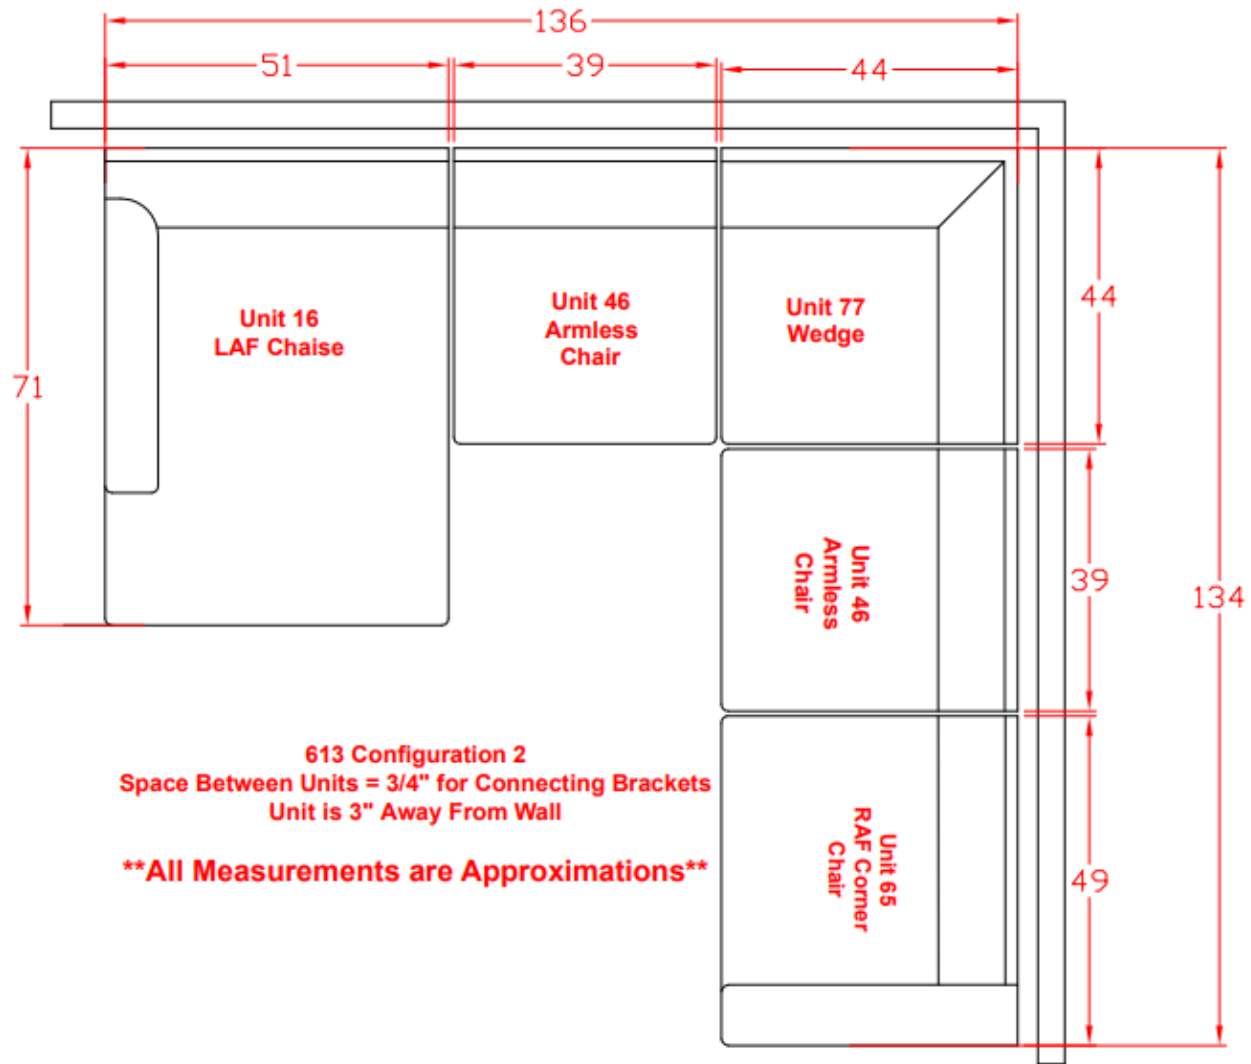 136
51
39
44
Unit 16
LAF Chaise
Unit 46
Armless
Chair
Unit 77
Wedge
44
71
Unit 46
Armless
Chair
39
134
613 Configuration 2
Space Between Units = 3/4" for Connecting Brackets
Unit is 3" Away From Wall
**All Measurements are Approximations**
Unit 65
RAF Corner
Chair
49